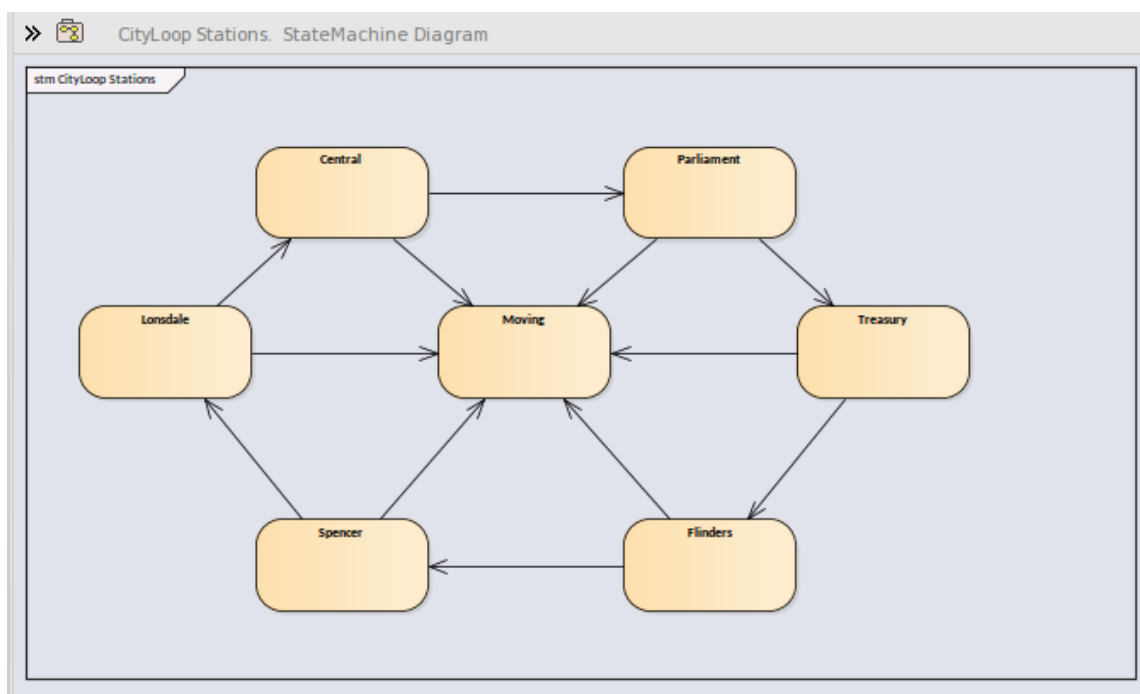 CityLoop Stations. StateMachine Diagram
stm CityLoop Stations
Central
Parliament
Lonsdale
Moving
Treasury
Spencer
Flinders